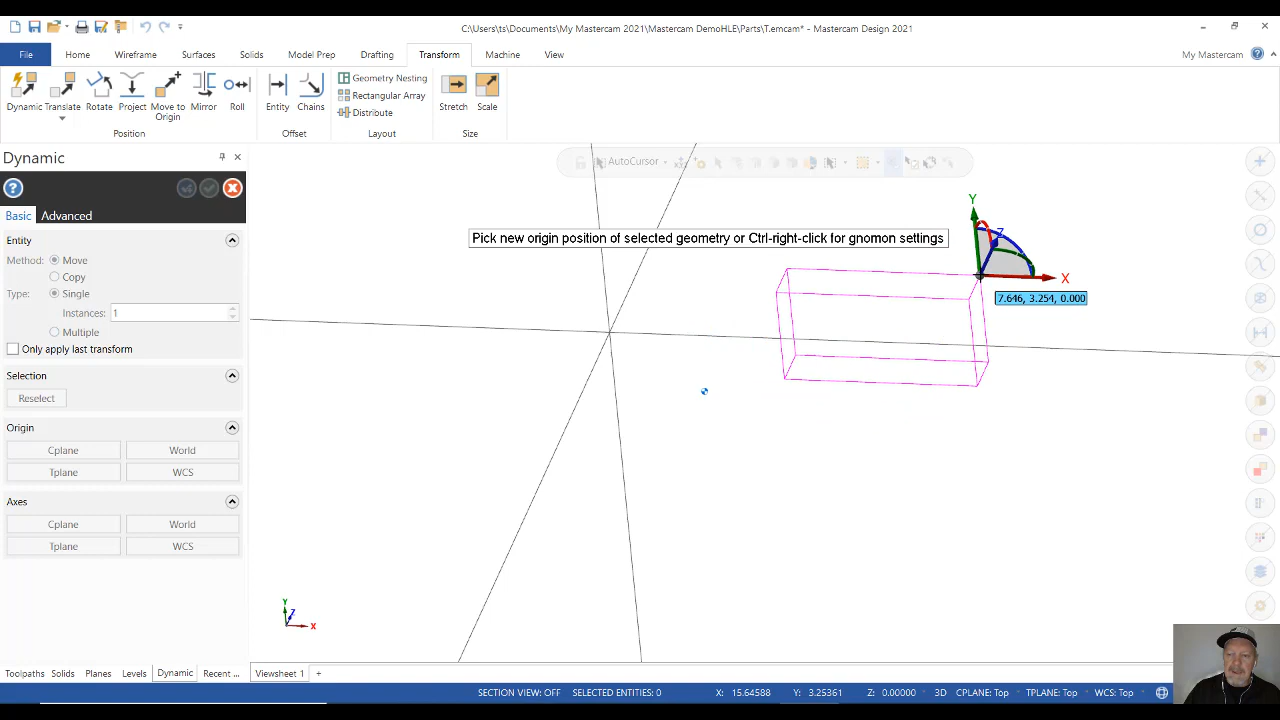 C:\Users\ts\Documents\My Mastercam 2021\Mastercam DemoHLE\Parts\T.emcam* - Mastercam Design 2021
File Home Wireframe Surfaces Solids Model Prep Drafting Transform Machine View My Mastercam
Dynamic Translate Rotate Project Move to Origin Mirror Roll
Entity Chains
Geometry Nesting
Rectangular Array
Distribute
Stretch Scale
Position Offset Layout Size
Dynamic
AutoCursor
Basic Advanced
Entity
Method: Move
Copy
Type: Single
Instances: 1
Multiple
Only apply last transform
Selection
Reselect
Origin
Cplane World
Tplane WCS
Axes
Cplane World
Tplane WCS
Pick new origin position of selected geometry or Ctrl-right-click for gnomon settings
Y
Z
X
7.646, 3.254, 0.000
Y
Z
X
Toolpaths Solids Planes Levels Dynamic Recent ... Viewsheet 1 +
SECTION VIEW: OFF SELECTED ENTITIES: 0 X: 15.64588 Y: 3.25361 Z: 0.00000 3D CPLANE: Top TPLANE: Top WCS: Top